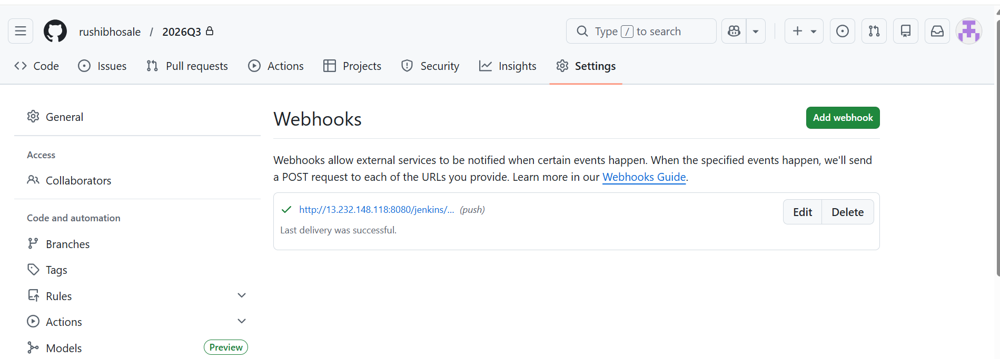 rushibhosale / 2026Q3
Type / to search
Code Issues Pull requests Actions Projects Security Insights Settings
General
Access
Collaborators
Code and automation
Branches
Tags
Rules
Actions
Models Preview
Webhooks
Add webhook
Webhooks allow external services to be notified when certain events happen. When the specified events happen, we'll send
a POST request to each of the URLs you provide. Learn more in our Webhooks Guide.
http://13.232.148.118:8080/jenkins/... (push)
Edit Delete
Last delivery was successful.